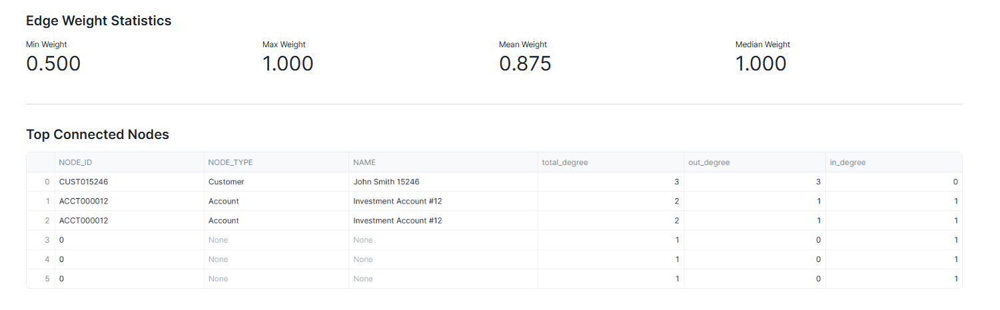 Edge Weight Statistics
Min Weight Max Weight Mean Weight Median Weight
0.500 1.000 0.875 1.000
Top Connected Nodes
NODE_ID NODE_TYPE NAME total_degree out_degree in_degree
0 CUST015246 Customer John Smith 15246 3 3 0
1 ACCT000012 Account Investment Account #12 2 1 1
2 ACCT000012 Account Investment Account #12 2 1 1
3 0 None None 1 0 1
4 0 None None 1 0 1
5 0 None None 1 0 1